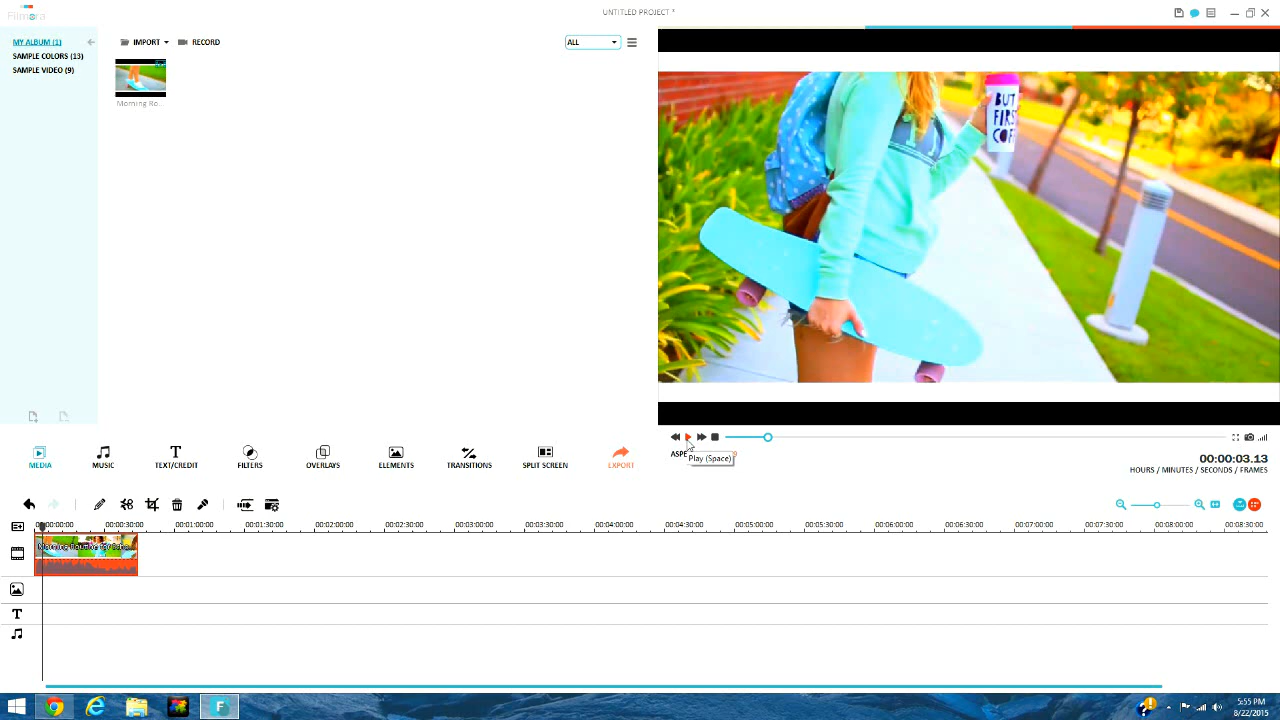 Filmora
UNTITLED PROJECT *
MY ALBUM (1)
SAMPLE COLORS (13)
SAMPLE VIDEO (9)
IMPORT
RECORD
ALL
Morning Ro...
BUT
FIRS
COF
Play (Space)
00:00:03.13
HOURS / MINUTES / SECONDS / FRAMES
MEDIA
MUSIC
TEXT/CREDIT
FILTERS
OVERLAYS
ELEMENTS
TRANSITIONS
SPLIT SCREEN
EXPORT
00:00:00:00 00:00:30:00 00:01:00:00 00:01:30:00 00:02:00:00 00:02:30:00 00:03:00:00 00:03:30:00 00:04:00:00 00:04:30:00 00:05:00:00 00:05:30:00 00:06:00:00 00:06:30:00 00:07:00:00 00:07:30:00 00:08:00:00 00:08:30:00
Morning Routine for Scho...
T
F
5:55 PM
8/22/2015